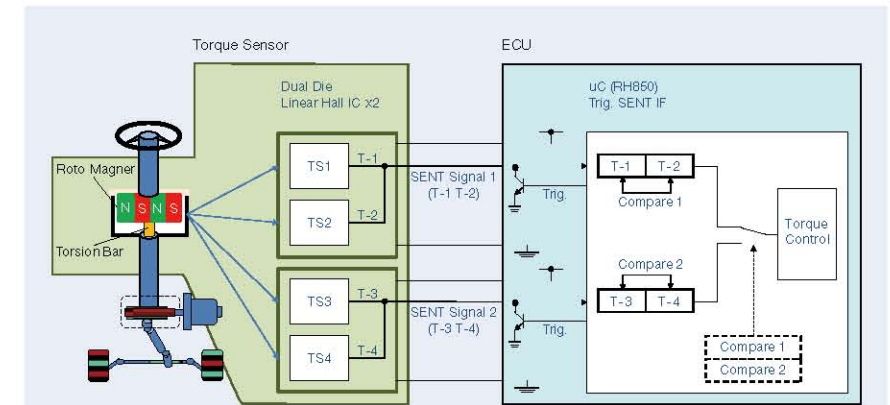 Torque Sensor
ECU
Dual Die
Linear Hall IC x2
uC (RH850)
Trig. SENT IF
Roto Magner
N S N S
Torsion Bar
TS1
T-1
TS2
T-2
SENT Signal 1
(T-1 T-2)
Trig.
T-1 T-2
Compare 1
Torque
Control
TS3
T-3
TS4
T-4
SENT Signal 2
(T-3 T-4)
Trig.
Compare 2
T-3 T-4
Compare 1
Compare 2